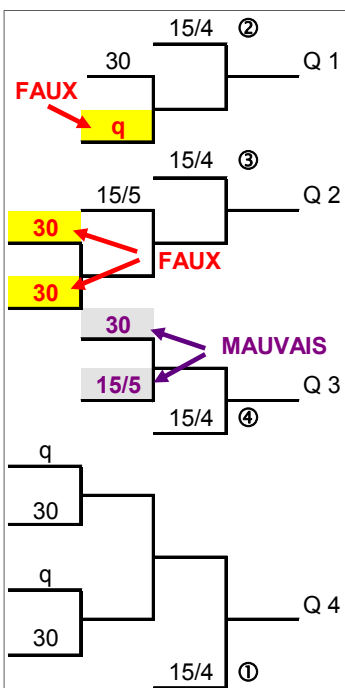 15/4 ②
30 Q 1
FAUX
q
15/4 ③
15/5 Q 2
30
FAUX
30
30
MAUVAIS
15/5 Q 3
15/4 ④
q
30
q
Q 4
30
15/4 ①